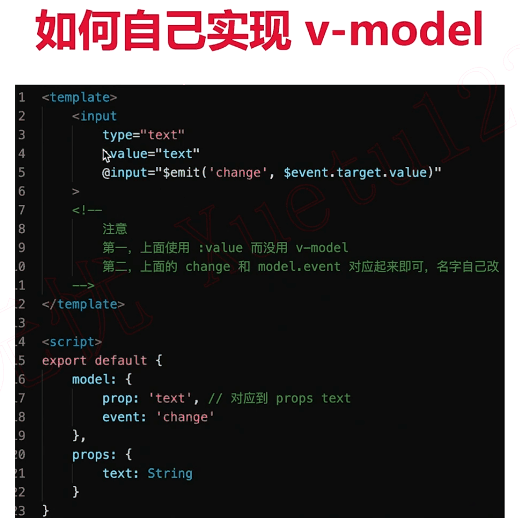 如何自己实现 v-model
1 <template>
2 <input
3 type="text"
4 :value="text"
5 @input="$emit('change', $event.target.value)"
6 >
7 <!--
8 注意
9 第一，上面使用 :value 而没用 v-model
10 第二，上面的 change 和 model.event 对应起来即可，名字自己改
11 -->
12 </template>
13
14 <script>
15 export default {
16 model: {
17 prop: 'text', // 对应到 props text
18 event: 'change'
19 },
20 props: {
21 text: String
22 }
23 }